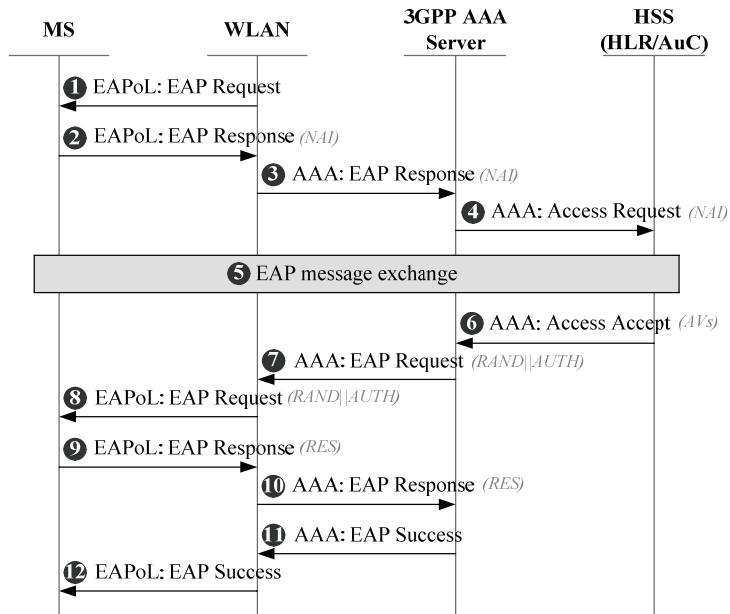 MS
WLAN
3GPP AAA
Server
HSS
(HLR/AuC)
1 EAPoL: EAP Request
2 EAPoL: EAP Response (NAI)
3 AAA: EAP Response (NAI)
4 AAA: Access Request (NAI)
5 EAP message exchange
6 AAA: Access Accept (AVs)
7 AAA: EAP Request (RAND||AUTH)
8 EAPoL: EAP Request (RAND||AUTH)
9 EAPoL: EAP Response (RES)
10 AAA: EAP Response (RES)
11 AAA: EAP Success
12 EAPoL: EAP Success